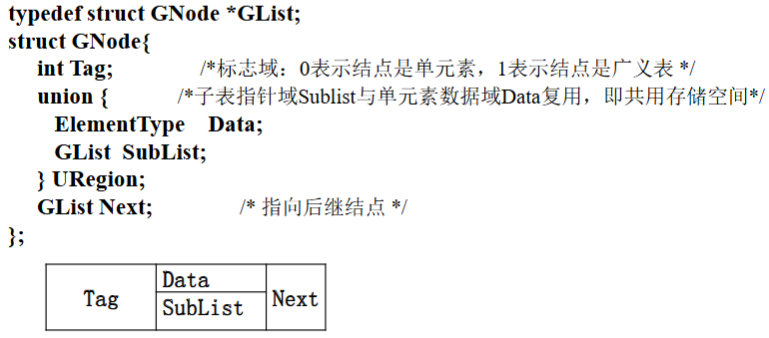 typedef struct GNode *GList;
struct GNode{
int Tag; /*标志域：0表示结点是单元素，1表示结点是广义表 */
union { /*子表指针域Sublist与单元素数据域Data复用，即共用存储空间*/
ElementType Data;
GList SubList;
} URegion;
GList Next; /* 指向后继结点 */
};
Data
Tag
SubList
Next